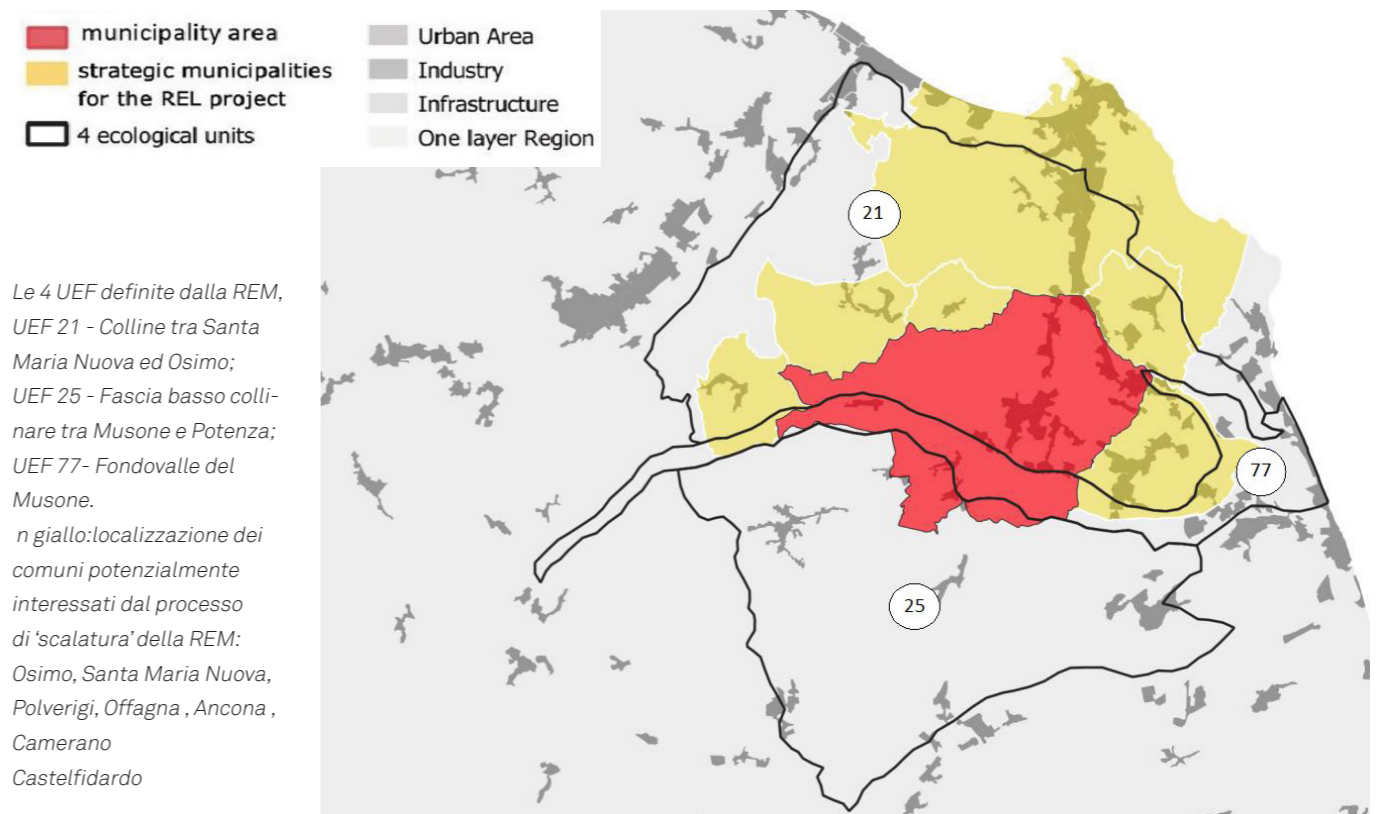 municipality area
strategic municipalities
for the REL project
4 ecological units
Urban Area
Industry
Infrastructure
One layer Region
Le 4 UEF definite dalla REM,
UEF 21 - Colline tra Santa
Maria Nuova ed Osimo;
UEF 25 - Fascia basso colli-
nare tra Musone e Potenza;
UEF 77- Fondovalle del
Musone.
n giallo:localizzazione dei
comuni potenzialmente
interessati dal processo
di ‘scalatura’ della REM:
Osimo, Santa Maria Nuova,
Polverigi, Offagna , Ancona ,
Camerano
Castelfidardo
21
77
25